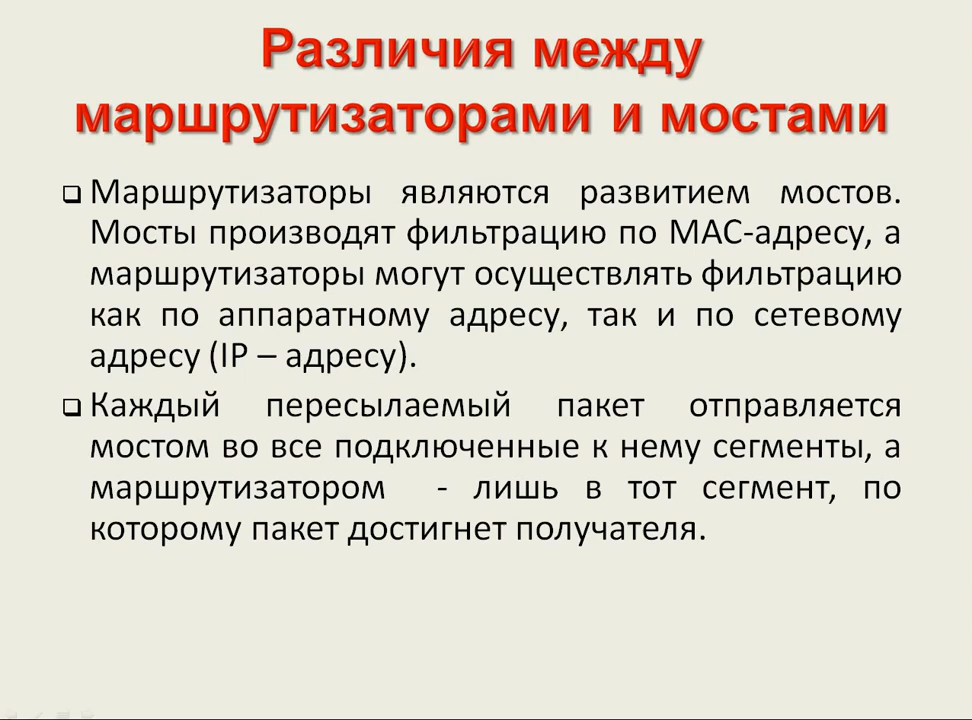 Различия между
маршрутизаторами и мостами
Маршрутизаторы являются развитием мостов.
Мосты производят фильтрацию по MAC-адресу, а
маршрутизаторы могут осуществлять фильтрацию
как по аппаратному адресу, так и по сетевому
адресу (IP – адресу).
Каждый пересылаемый пакет отправляется
мостом во все подключенные к нему сегменты, а
маршрутизатором - лишь в тот сегмент, по
которому пакет достигнет получателя.